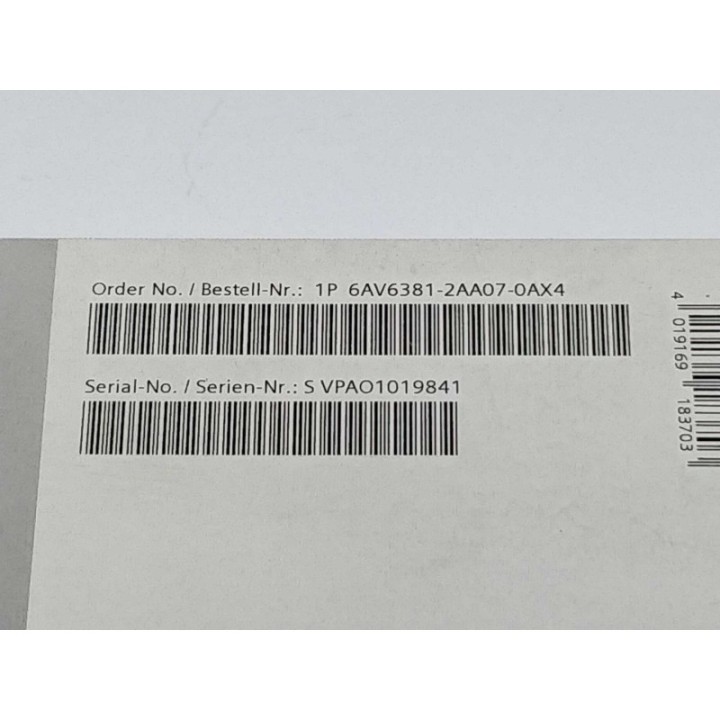 Order No. / Bestell-Nr.: 1P 6AV6381-2AA07-0AX4
Serial-No. / Serien-Nr.: S VPAO1019841
4 019169 183703